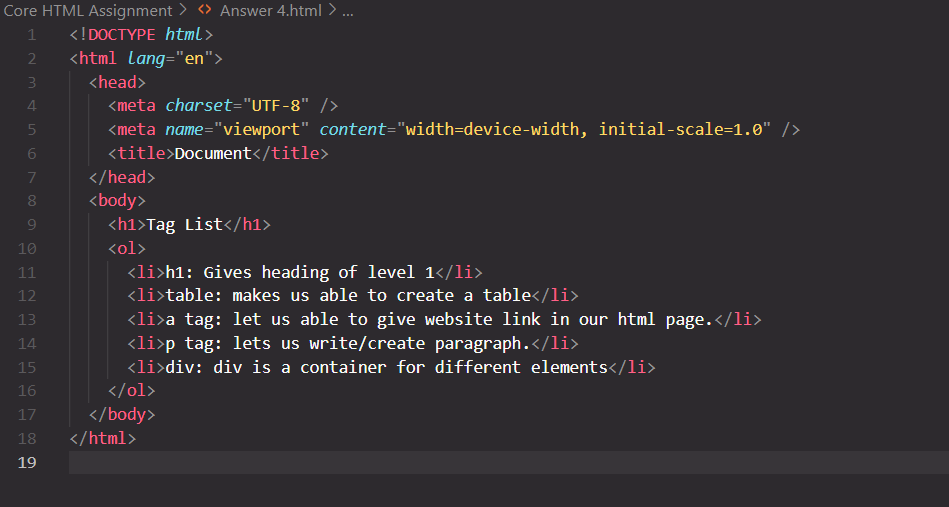 Core HTML Assignment > <> Answer 4.html > ...
1 <!DOCTYPE html>
2 <html lang="en">
3 <head>
4 <meta charset="UTF-8" />
5 <meta name="viewport" content="width=device-width, initial-scale=1.0" />
6 <title>Document</title>
7 </head>
8 <body>
9 <h1>Tag List</h1>
10 <ol>
11 <li>h1: Gives heading of level 1</li>
12 <li>table: makes us able to create a table</li>
13 <li>a tag: let us able to give website link in our html page.</li>
14 <li>p tag: lets us write/create paragraph.</li>
15 <li>div: div is a container for different elements</li>
16 </ol>
17 </body>
18 </html>
19